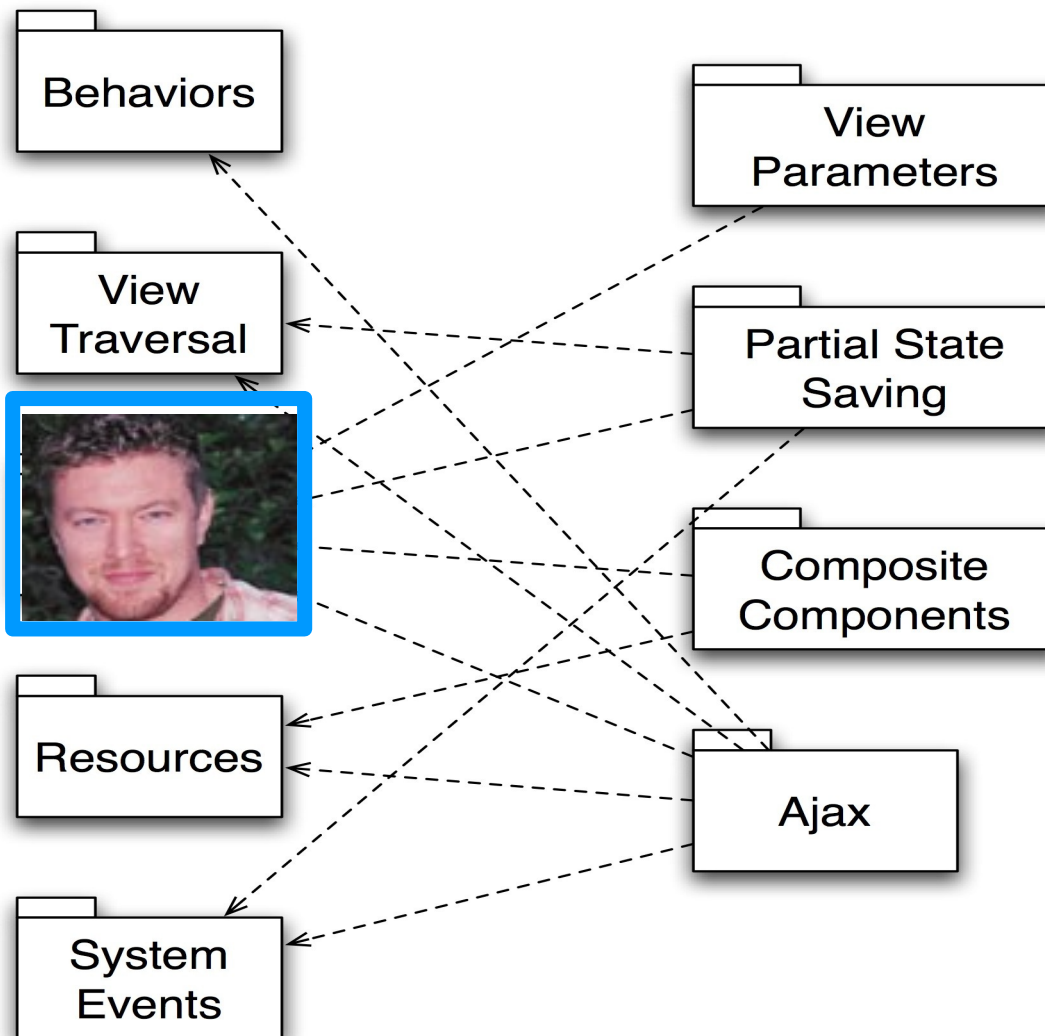 Behaviors
View
Parameters
View
Traversal
Partial State
Saving
Composite
Components
Resources
Ajax
System
Events